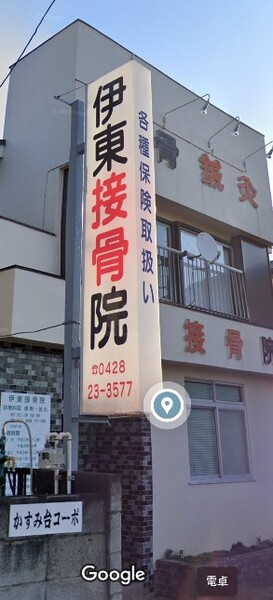 伊東接骨院
各種保険取扱い
☎0428
23-3577
骨 鍼灸
接骨院
伊東接骨院
かすみ台コーポ
Google
電卓